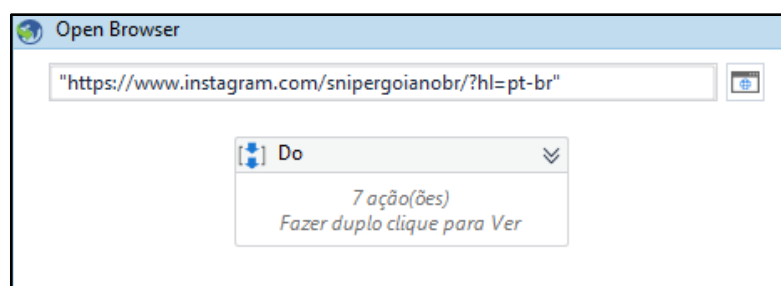 Open Browser
"https://www.instagram.com/snipergoianobr/?hl=pt-br"
Do
7 ação(ões)
Fazer duplo clique para Ver